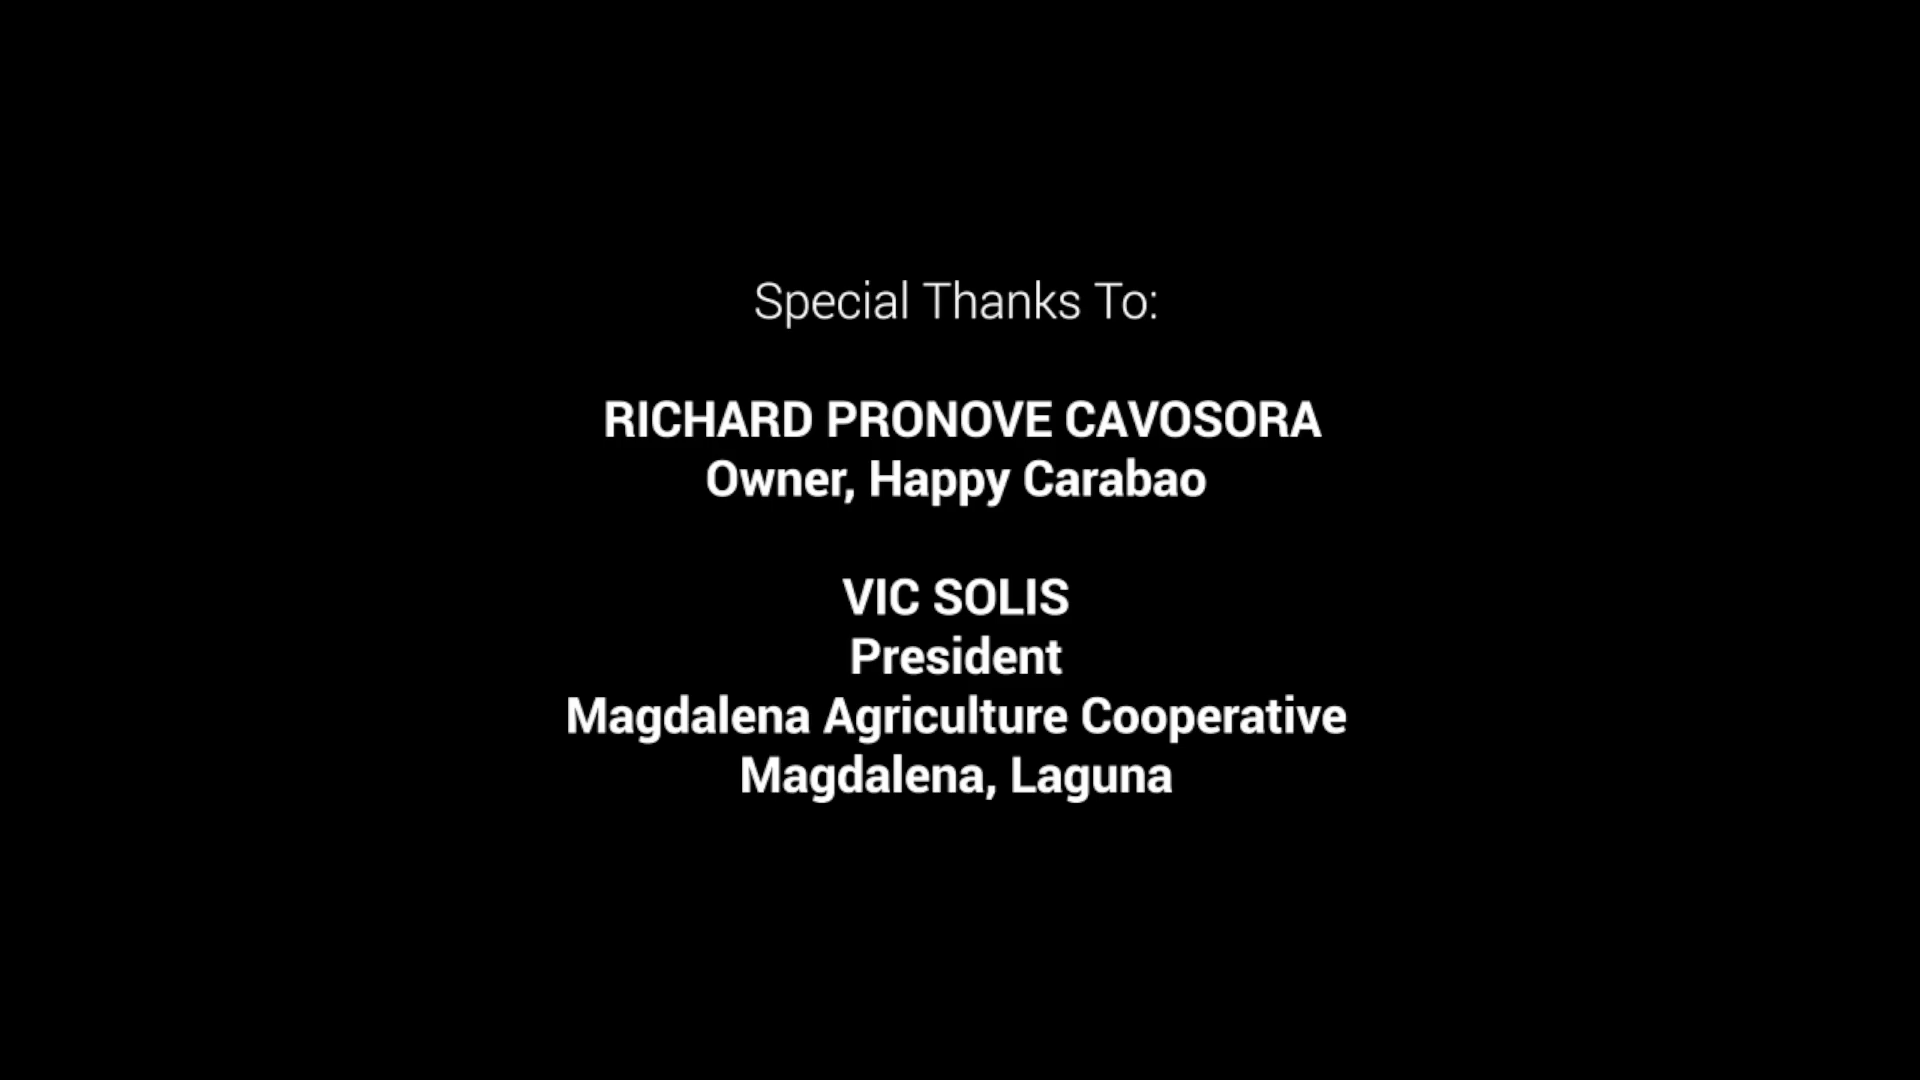 Special Thanks To:
RICHARD PRONOVE CAVOSORA
Owner, Happy Carabao
VIC SOLIS
President
Magdalena Agriculture Cooperative
Magdalena, Laguna